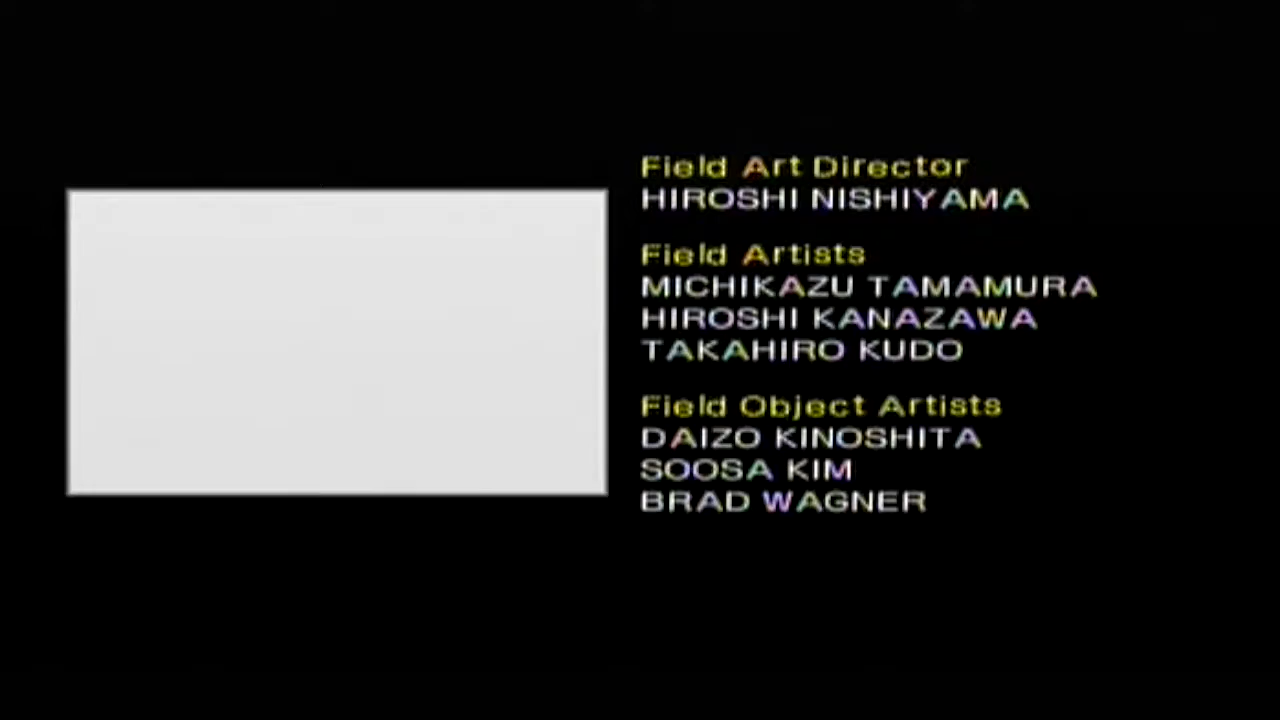 Field Art Director
HIROSHI NISHIYAMA
Field Artists
MICHIKAZU TAMAMURA
HIROSHI KANAZAWA
TAKAHIRO KUDO
Field Object Artists
DAIZO KINOSHITA
SOOSA KIM
BRAD WAGNER